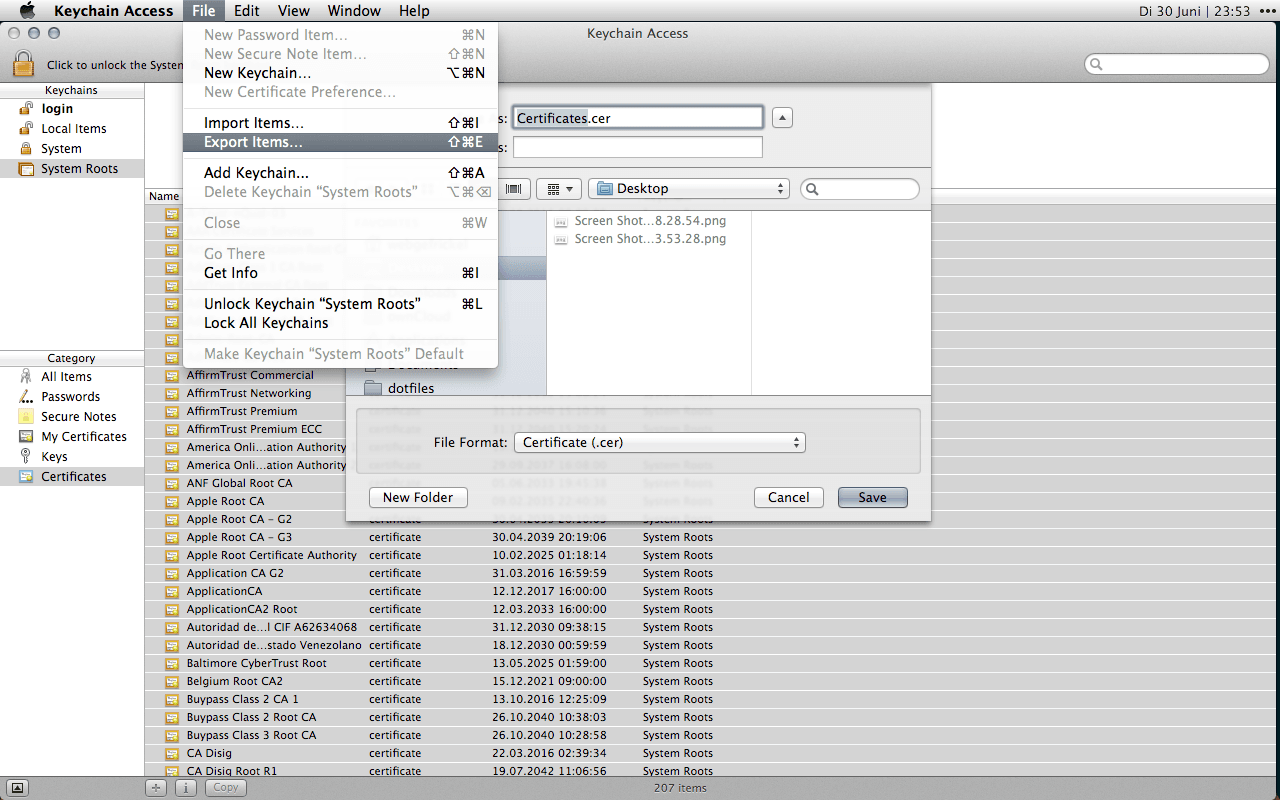 Keychain Access File Edit View Window Help Di 30 Juni | 23:53
Keychain Access
Click to unlock the System
New Password Item… ⌘N
New Secure Note Item… ⇧⌘N
New Keychain… ⌥⌘N
New Certificate Preference…
Import Items… ⇧⌘I
Export Items… ⇧⌘E
Add Keychain… ⇧⌘A
Delete Keychain “System Roots” ⌥⌘⌫
Close ⌘W
Go There
Get Info ⌘I
Unlock Keychain “System Roots” ⌘L
Lock All Keychains
Make Keychain “System Roots” Default
Keychains
login
Local Items
System
System Roots
Category
All Items
Passwords
Secure Notes
My Certificates
Keys
Certificates
s: Certificates.cer
s:
Desktop
Screen Shot...8.28.54.png
Screen Shot...3.53.28.png
Documents
dotfiles
File Format: Certificate (.cer)
New Folder Cancel Save
Name
AffirmTrust Commercial
AffirmTrust Networking
AffirmTrust Premium
AffirmTrust Premium ECC
America Onli...ation Authority
America Onli...ation Authority
ANF Global Root CA
Apple Root CA
Apple Root CA – G2 certificate 30.04.2039 20:10:09 System Roots
Apple Root CA – G3 certificate 30.04.2039 20:19:06 System Roots
Apple Root Certificate Authority certificate 10.02.2025 01:18:14 System Roots
Application CA G2 certificate 31.03.2016 16:59:59 System Roots
ApplicationCA certificate 12.12.2017 16:00:00 System Roots
ApplicationCA2 Root certificate 12.03.2033 16:00:00 System Roots
Autoridad de...l CIF A62634068 certificate 31.12.2030 09:38:15 System Roots
Autoridad de...stado Venezolano certificate 18.12.2030 00:59:59 System Roots
Baltimore CyberTrust Root certificate 13.05.2025 01:59:00 System Roots
Belgium Root CA2 certificate 15.12.2021 09:00:00 System Roots
Buypass Class 2 CA 1 certificate 13.10.2016 12:25:09 System Roots
Buypass Class 2 Root CA certificate 26.10.2040 10:38:03 System Roots
Buypass Class 3 Root CA certificate 26.10.2040 10:28:58 System Roots
CA Disig certificate 22.03.2016 02:39:34 System Roots
CA Disig Root R1 certificate 19.07.2042 11:06:56 System Roots
Copy 207 items